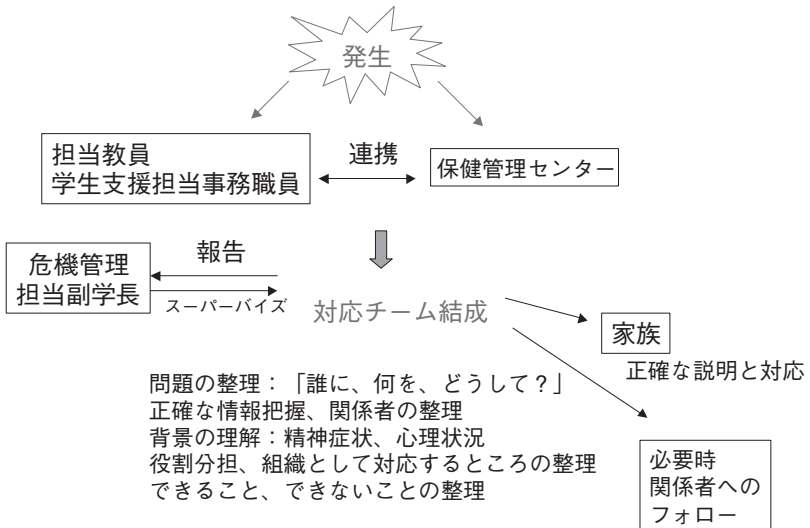 発生
担当教員
学生支援担当事務職員
連携
保健管理センター
危機管理
担当副学長
報告
スーパーバイズ
対応チーム結成
家族
正確な説明と対応
問題の整理：「誰に、何を、どうして？」
正確な情報把握、関係者の整理
背景の理解：精神症状、心理状況
役割分担、組織として対応するところの整理
できること、できないことの整理
必要時
関係者への
フォロー